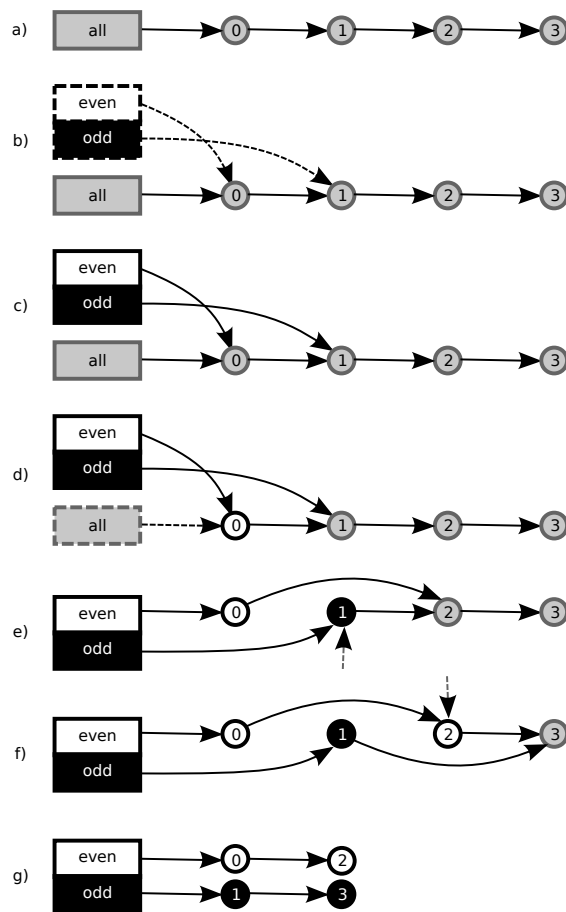 a) all 0 1 2 3
even
b) odd
all 0 1 2 3
even
c) odd
all 0 1 2 3
even
d) odd
all 0 1 2 3
even 0 1 2 3
e) odd
even 0 1 2 3
f) odd
even 0 2
g) odd 1 3